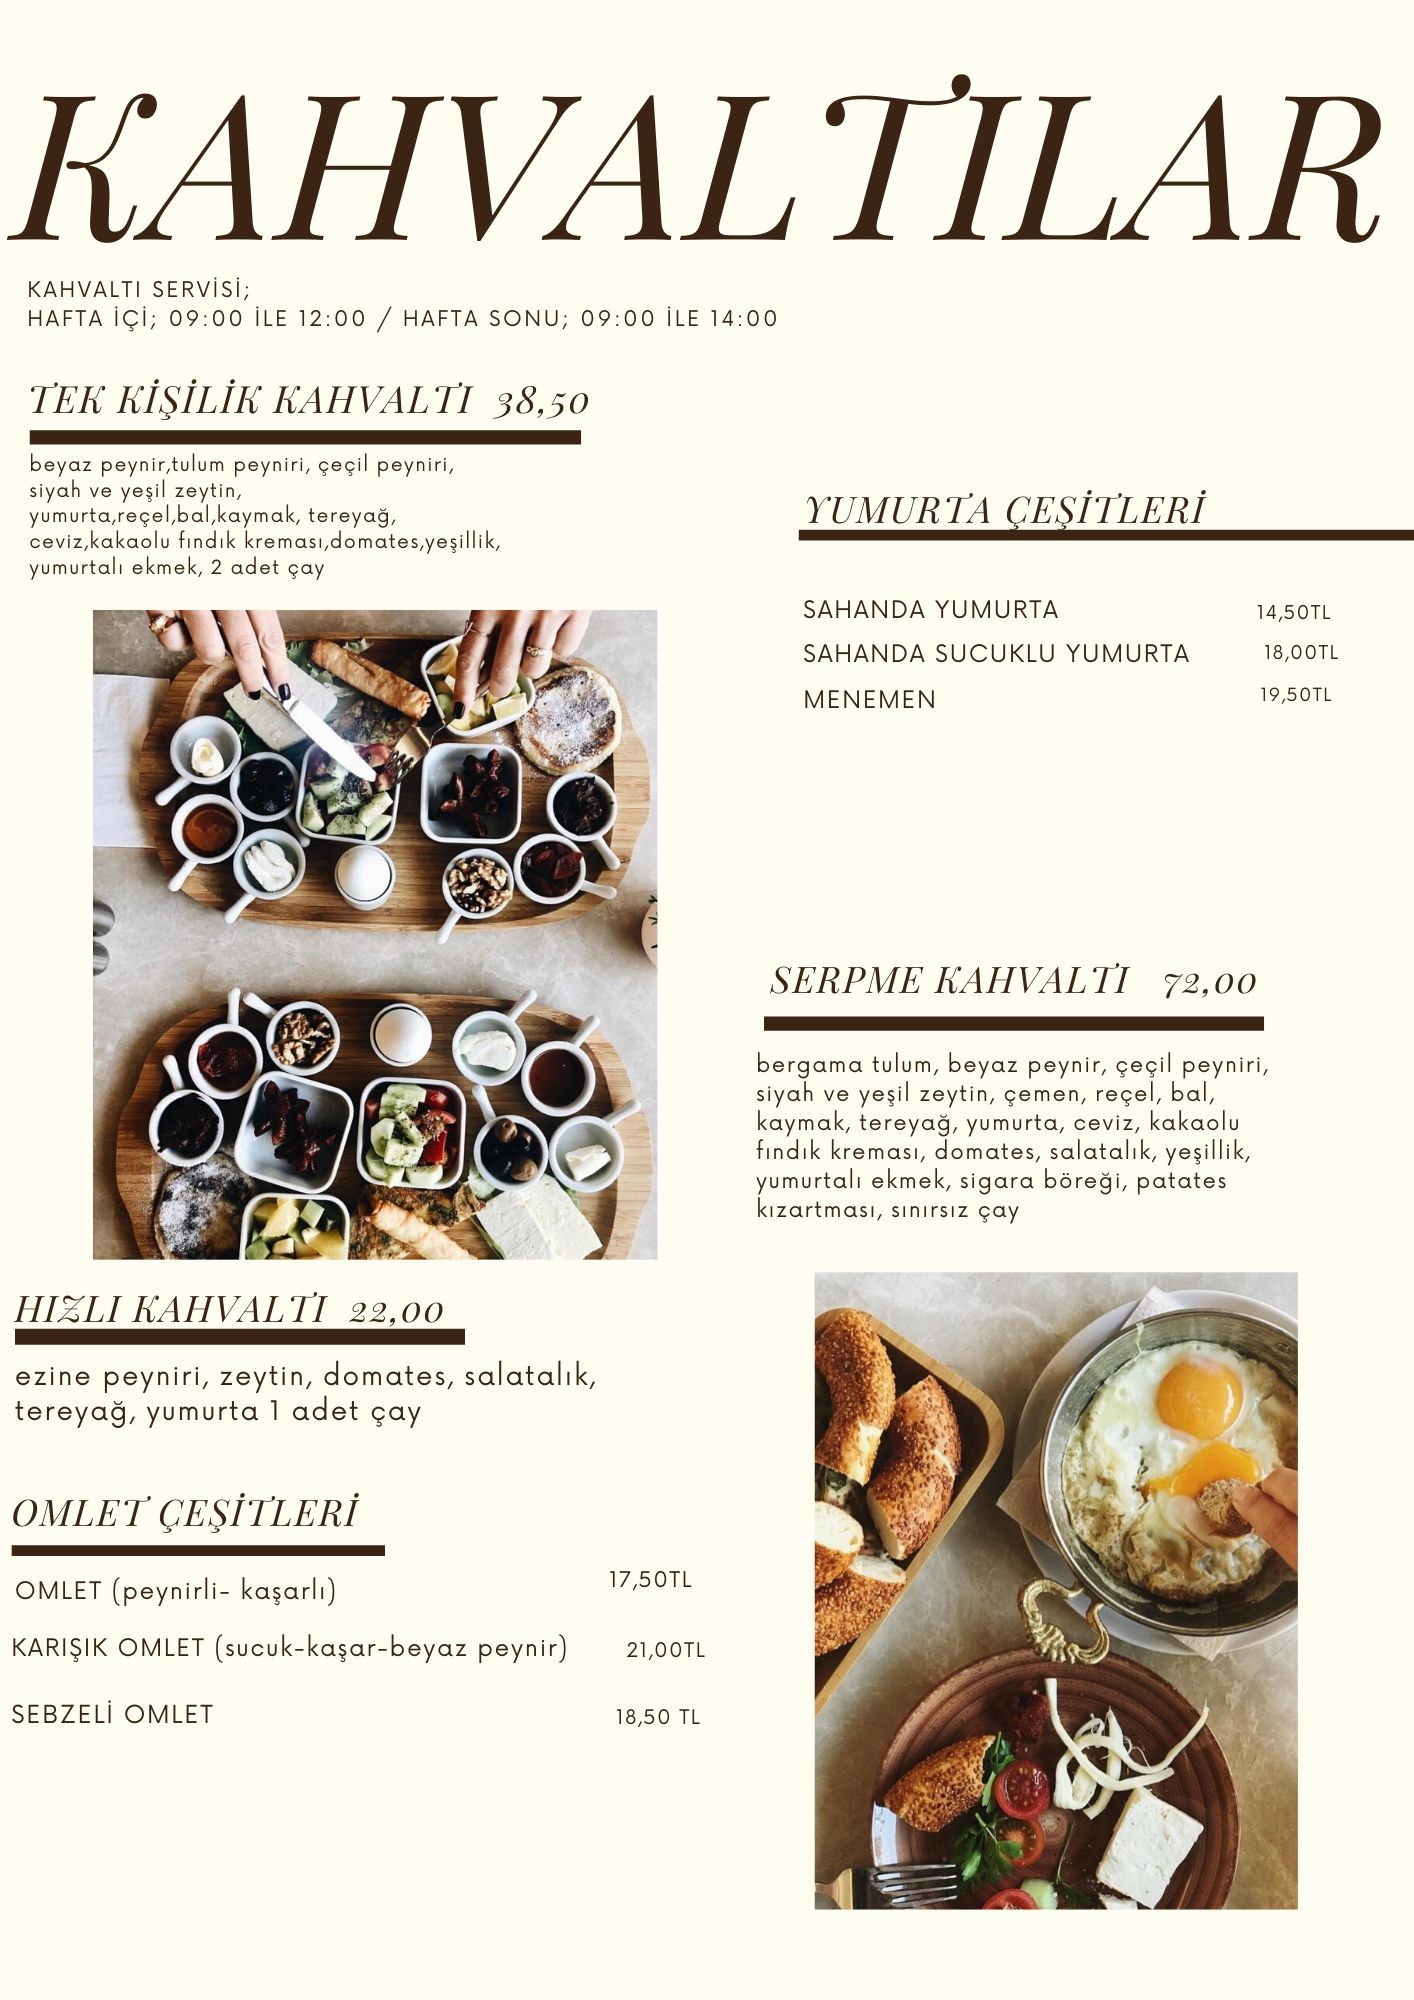 KAHVALTILAR
KAHVALTI SERVİSİ;
HAFTA İÇİ; 09:00 İLE 12:00 / HAFTA SONU; 09:00 İLE 14:00
TEK KİŞİLİK KAHVALTI 38,50
beyaz peynir,tulum peyniri, çeçil peyniri,
siyah ve yeşil zeytin,
yumurta,reçel,bal,kaymak, tereyağ,
ceviz,kakaolu fındık kreması,domates,yeşillik,
yumurtalı ekmek, 2 adet çay
YUMURTA ÇEŞİTLERİ
SAHANDA YUMURTA 14,50TL
SAHANDA SUCUKLU YUMURTA 18,00TL
MENEMEN 19,50TL
SERPME KAHVALTI 72,00
bergama tulum, beyaz peynir, çeçil peyniri,
siyah ve yeşil zeytin, çemen, reçel, bal,
kaymak, tereyağ, yumurta, ceviz, kakaolu
fındık kreması, domates, salatalık, yeşillik,
yumurtalı ekmek, sigara böreği, patates
kızartması, sınırsız çay
HIZLI KAHVALTI 22,00
ezine peyniri, zeytin, domates, salatalık,
tereyağ, yumurta 1 adet çay
OMLET ÇEŞİTLERİ
OMLET (peynirli- kaşarlı) 17,50TL
KARIŞIK OMLET (sucuk-kaşar-beyaz peynir) 21,00TL
SEBZELİ OMLET 18,50 TL